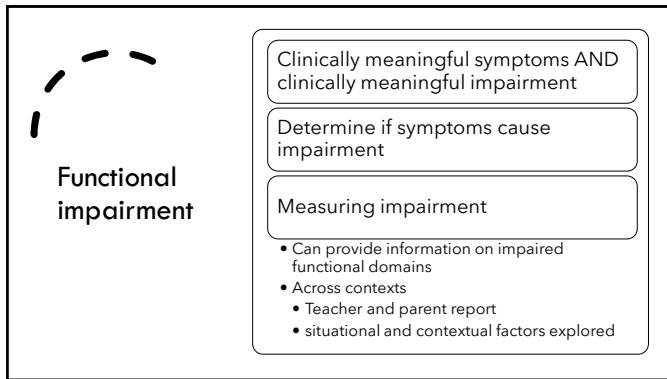 Functional
impairment
Clinically meaningful symptoms AND
clinically meaningful impairment
Determine if symptoms cause
impairment
Measuring impairment
• Can provide information on impaired
functional domains
• Across contexts
• Teacher and parent report
• situational and contextual factors explored